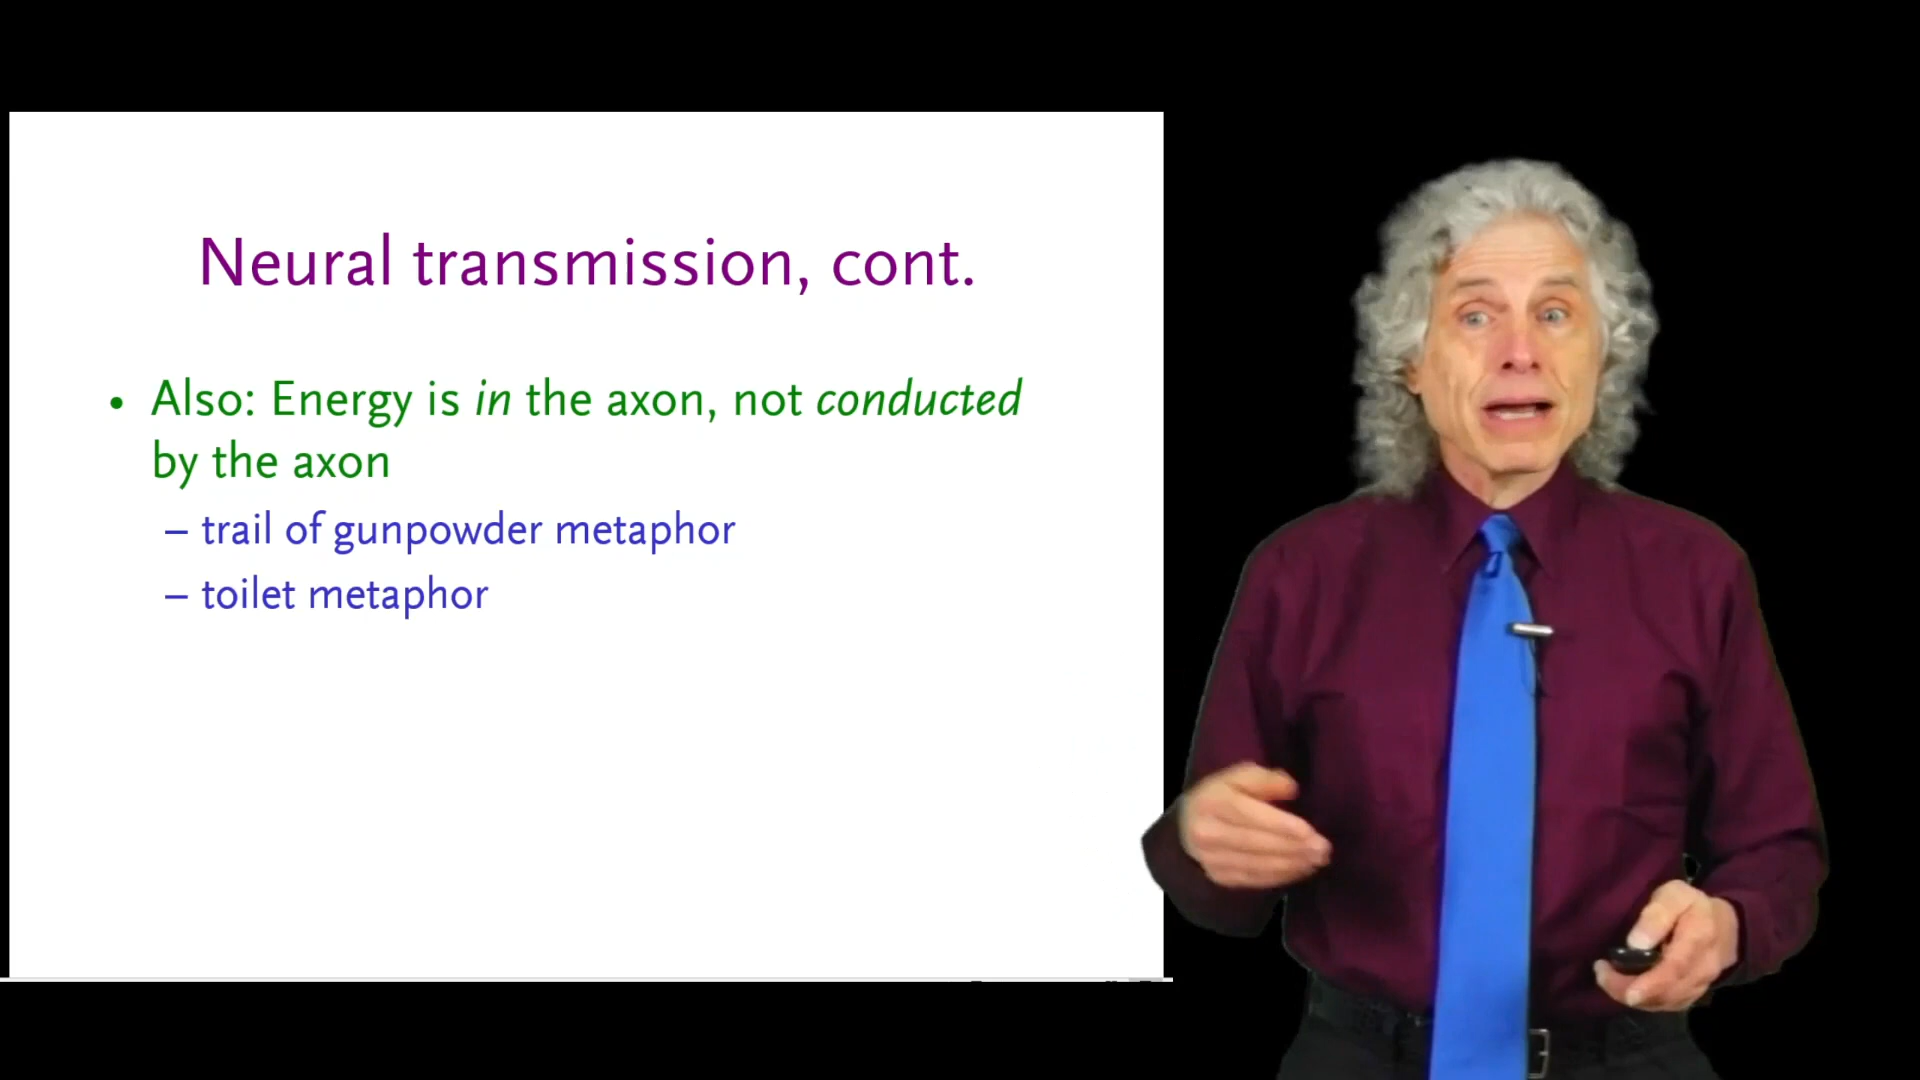 Neural transmission, cont.
• Also: Energy is in the axon, not conducted
by the axon
– trail of gunpowder metaphor
– toilet metaphor